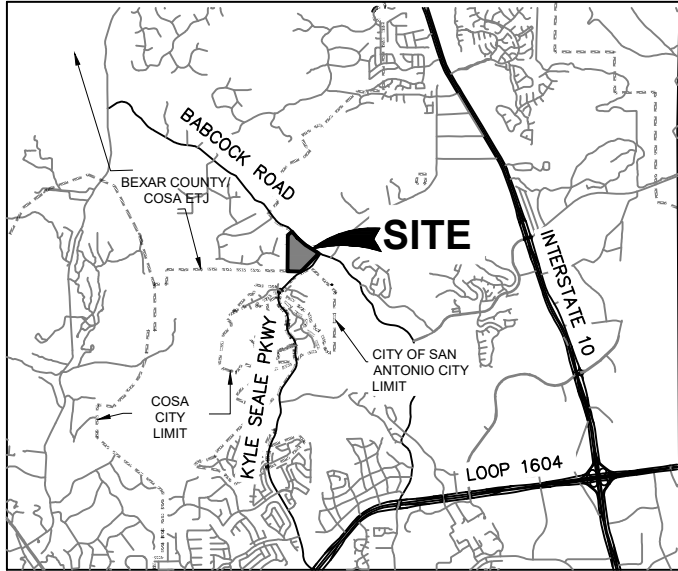 BABCOCK ROAD
BEXAR COUNTY/
COSA ETJ
SITE
INTERSTATE 10
KYLE SEALE PKWY
CITY OF SAN
ANTONIO CITY
LIMIT
COSA
CITY
LIMIT
LOOP 1604